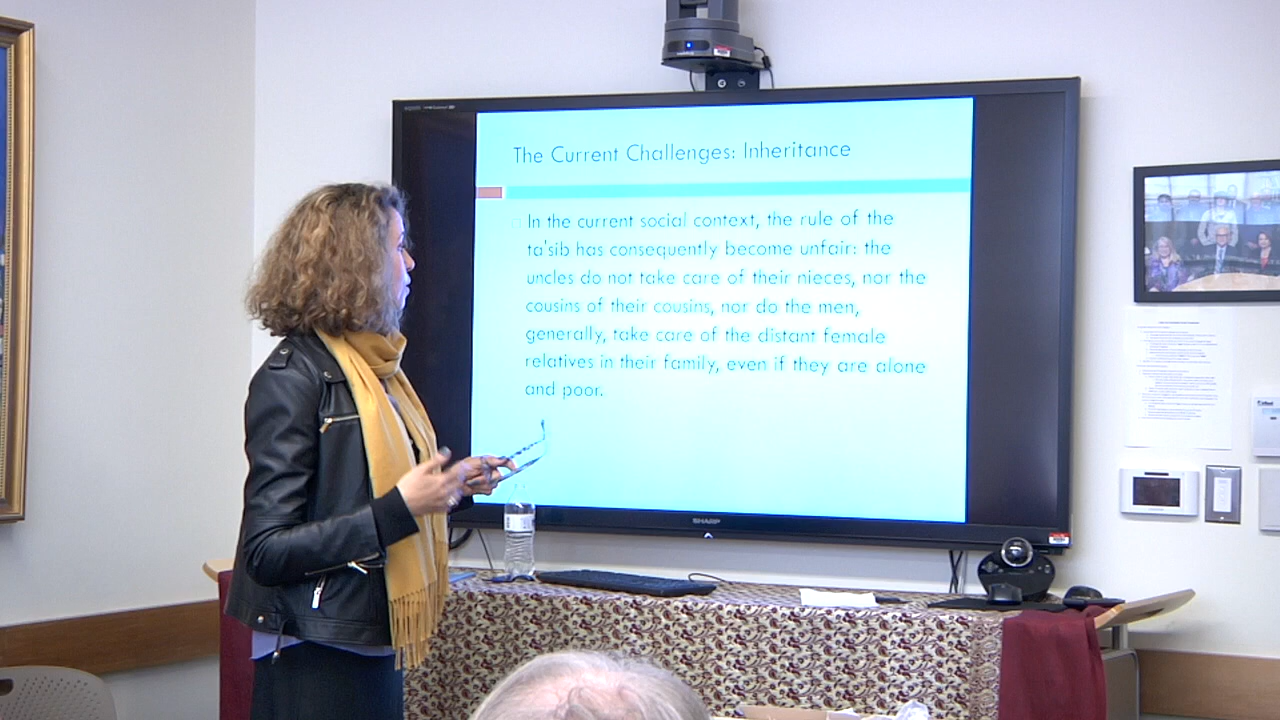 The Current Challenges: Inheritance
In the current social context, the rule of the
ta'sib has consequently become unfair: the
uncles do not take care of their nieces, nor the
cousins of their cousins, nor do the men,
generally, take care of the distant female
relatives in their family, even if they are alone
and poor.
SHARP